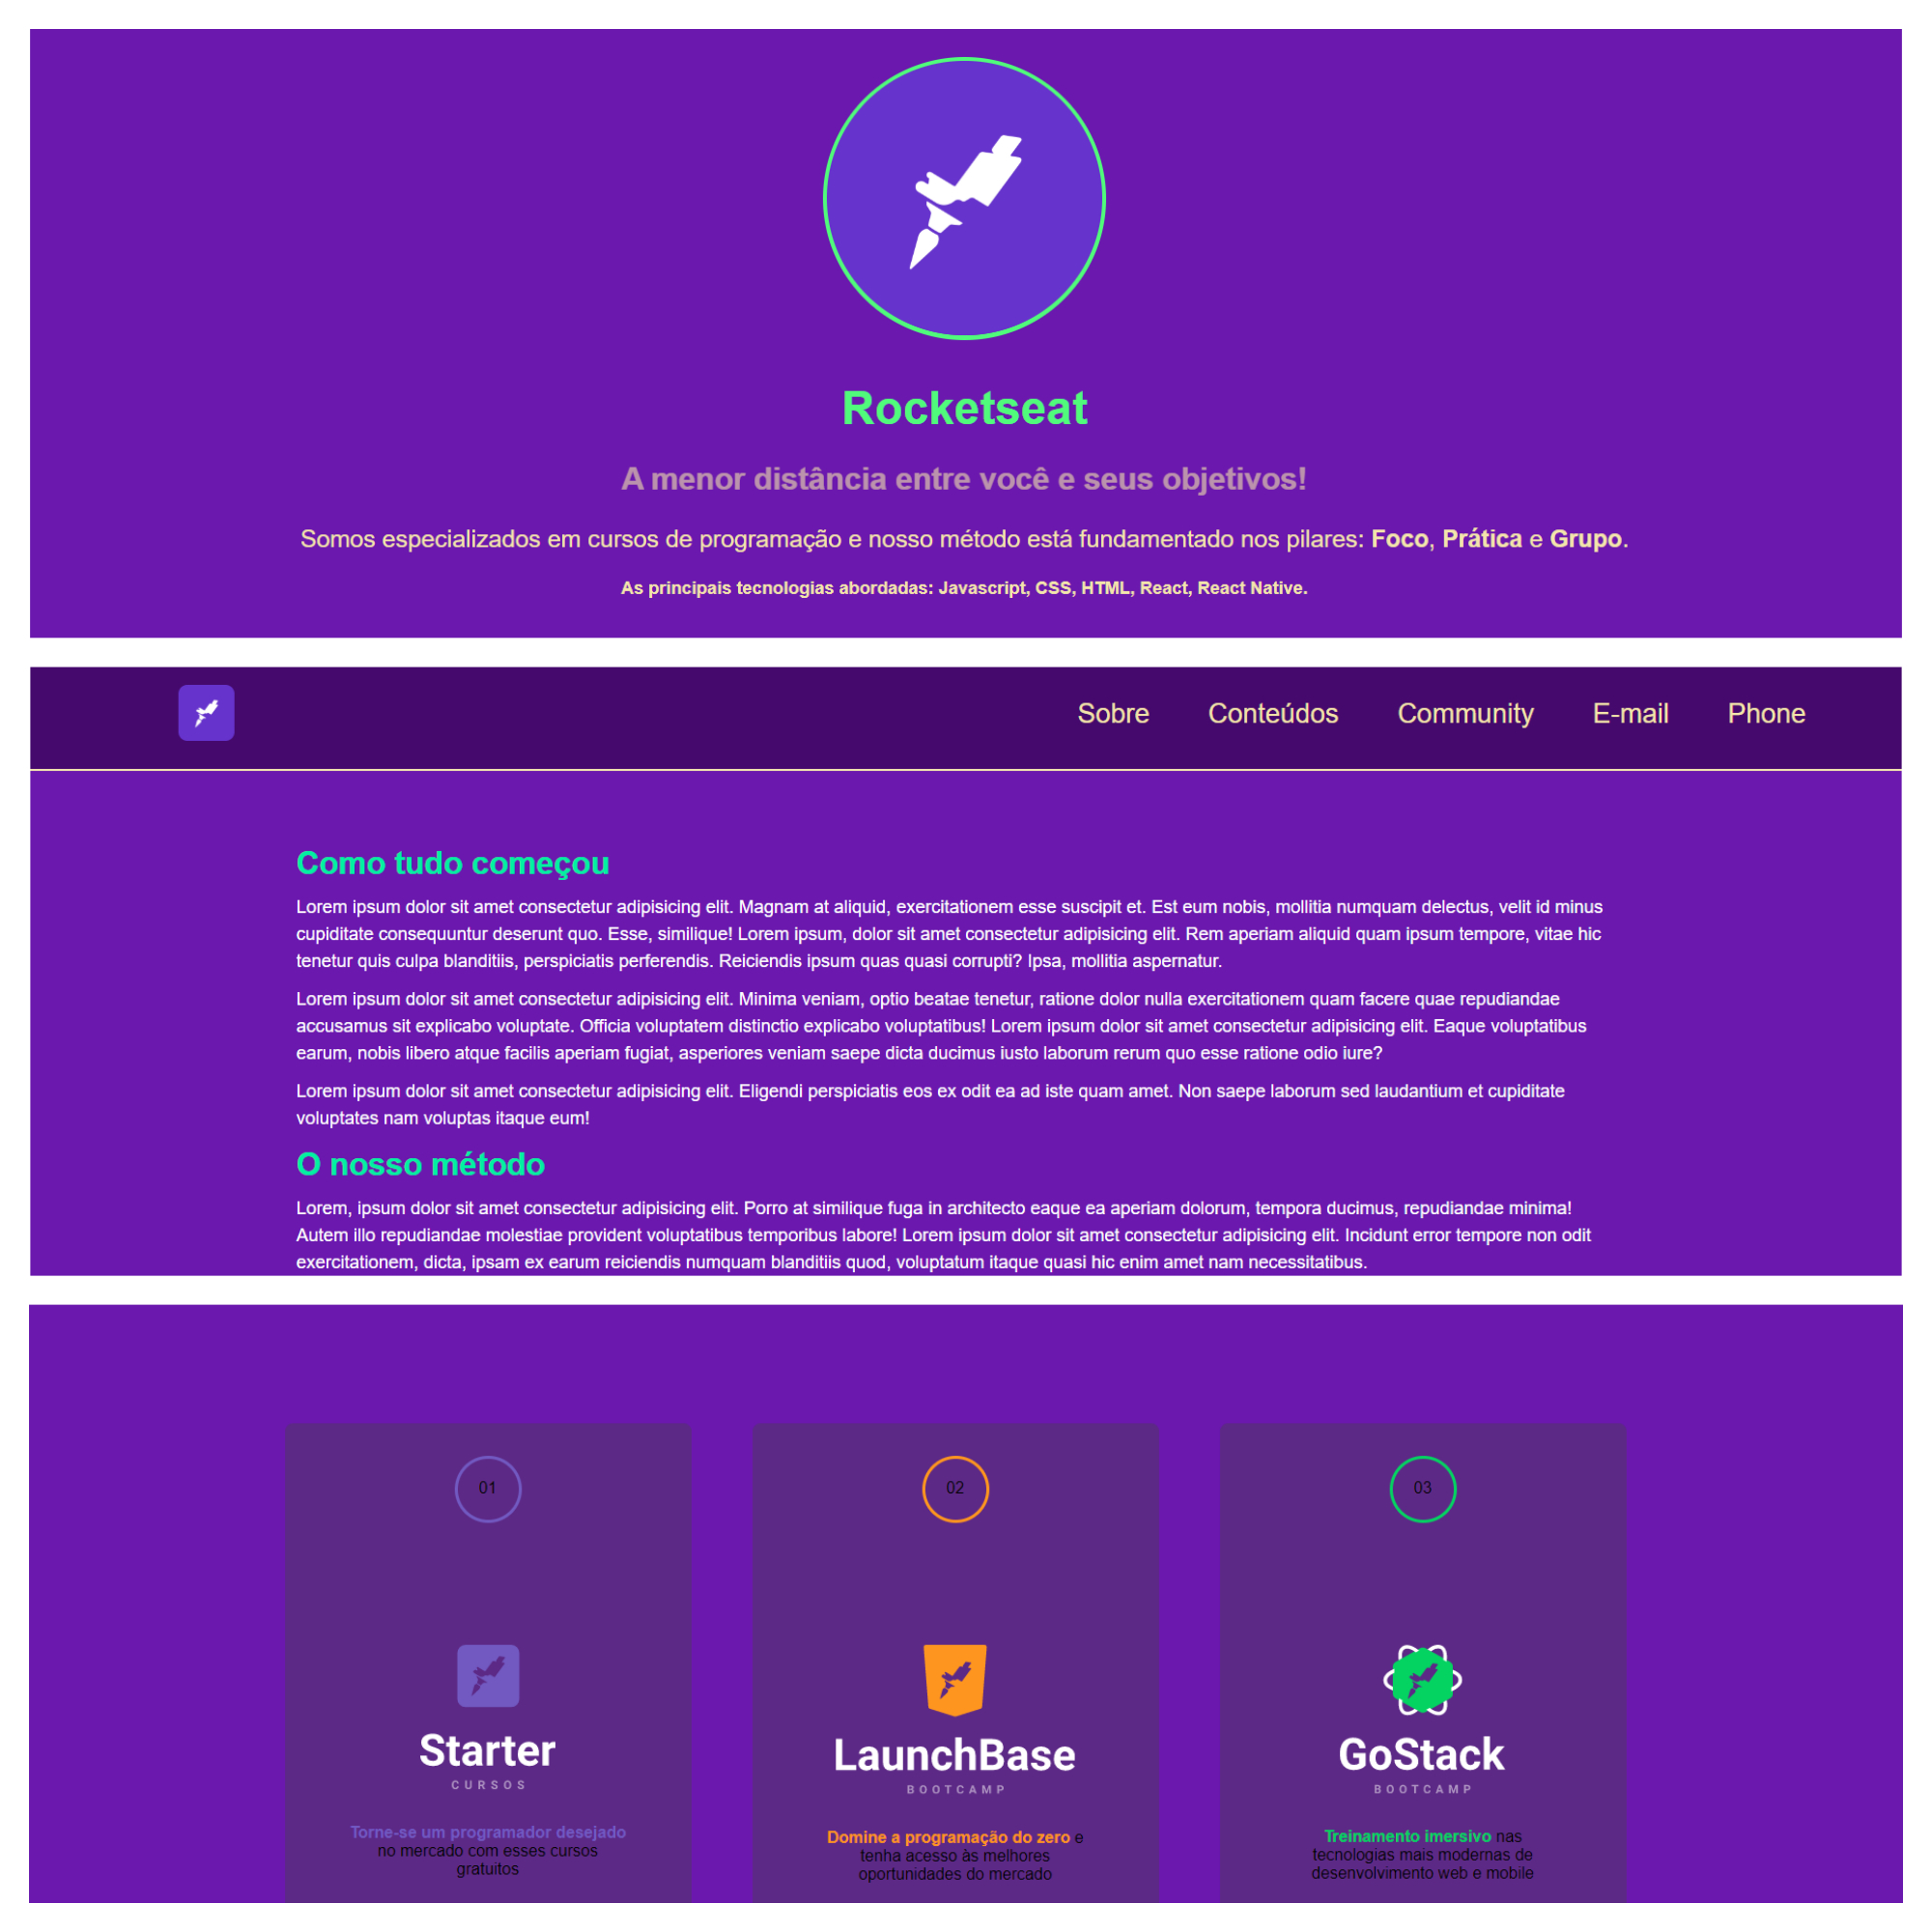 Rocketseat
A menor distância entre você e seus objetivos!
Somos especializados em cursos de programação e nosso método está fundamentado nos pilares: Foco, Prática e Grupo.
As principais tecnologias abordadas: Javascript, CSS, HTML, React, React Native.
Sobre Conteúdos Community E-mail Phone
Como tudo começou
Lorem ipsum dolor sit amet consectetur adipisicing elit. Magnam at aliquid, exercitationem esse suscipit et. Est eum nobis, mollitia numquam delectus, velit id minus
cupiditate consequuntur deserunt quo. Esse, similique! Lorem ipsum, dolor sit amet consectetur adipisicing elit. Rem aperiam aliquid quam ipsum tempore, vitae hic
tenetur quis culpa blanditiis, perspiciatis perferendis. Reiciendis ipsum quas quasi corrupti? Ipsa, mollitia aspernatur.
Lorem ipsum dolor sit amet consectetur adipisicing elit. Minima veniam, optio beatae tenetur, ratione dolor nulla exercitationem quam facere quae repudiandae
accusamus sit explicabo voluptate. Officia voluptatem distinctio explicabo voluptatibus! Lorem ipsum dolor sit amet consectetur adipisicing elit. Eaque voluptatibus
earum, nobis libero atque facilis aperiam fugiat, asperiores veniam saepe dicta ducimus iusto laborum rerum quo esse ratione odio iure?
Lorem ipsum dolor sit amet consectetur adipisicing elit. Eligendi perspiciatis eos ex odit ea ad iste quam amet. Non saepe laborum sed laudantium et cupiditate
voluptates nam voluptas itaque eum!
O nosso método
Lorem, ipsum dolor sit amet consectetur adipisicing elit. Porro at similique fuga in architecto eaque ea aperiam dolorum, tempora ducimus, repudiandae minima!
Autem illo repudiandae molestiae provident voluptatibus temporibus labore! Lorem ipsum dolor sit amet consectetur adipisicing elit. Incidunt error tempore non odit
exercitationem, dicta, ipsam ex earum reiciendis numquam blanditiis quod, voluptatum itaque quasi hic enim amet nam necessitatibus.
01
Starter
CURSOS
Torne-se um programador desejado
no mercado com esses cursos
gratuitos
02
LaunchBase
BOOTCAMP
Domine a programação do zero e
tenha acesso às melhores
oportunidades do mercado
03
GoStack
BOOTCAMP
Treinamento imersivo nas
tecnologias mais modernas de
desenvolvimento web e mobile